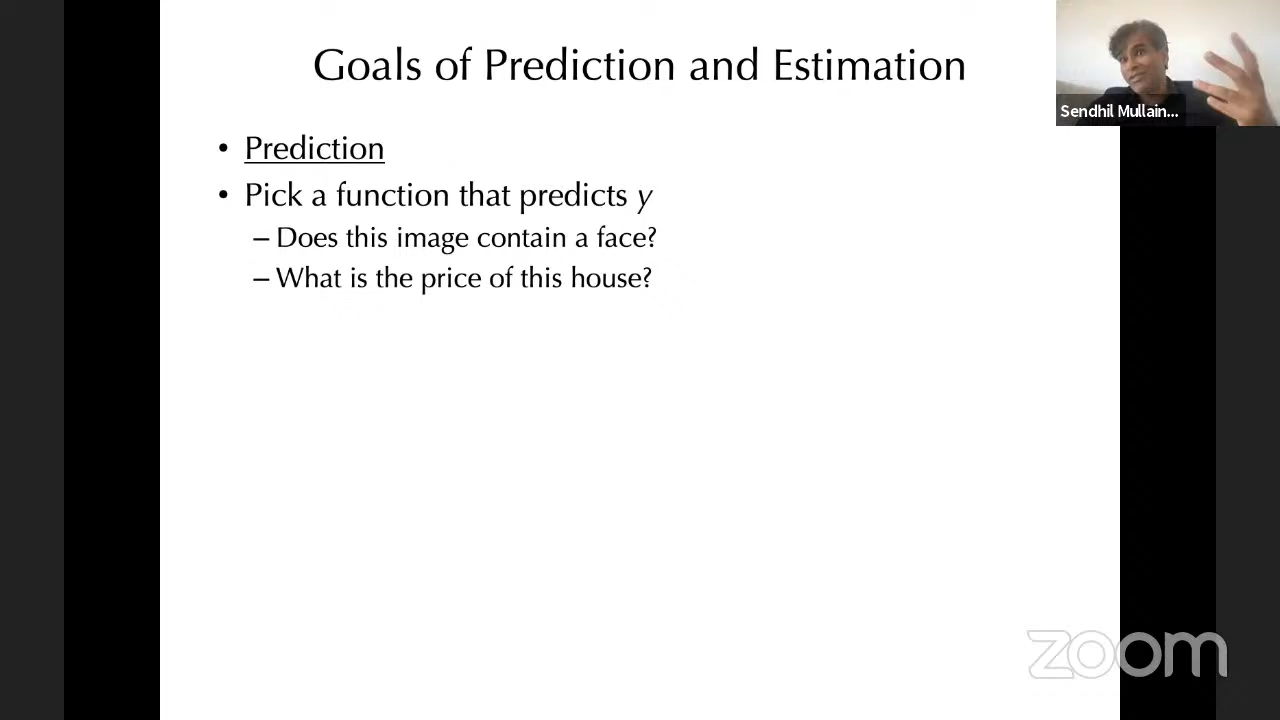 Goals of Prediction and Estimation
Sendhil Mullain...
• Prediction
• Pick a function that predicts y
– Does this image contain a face?
– What is the price of this house?
zoom